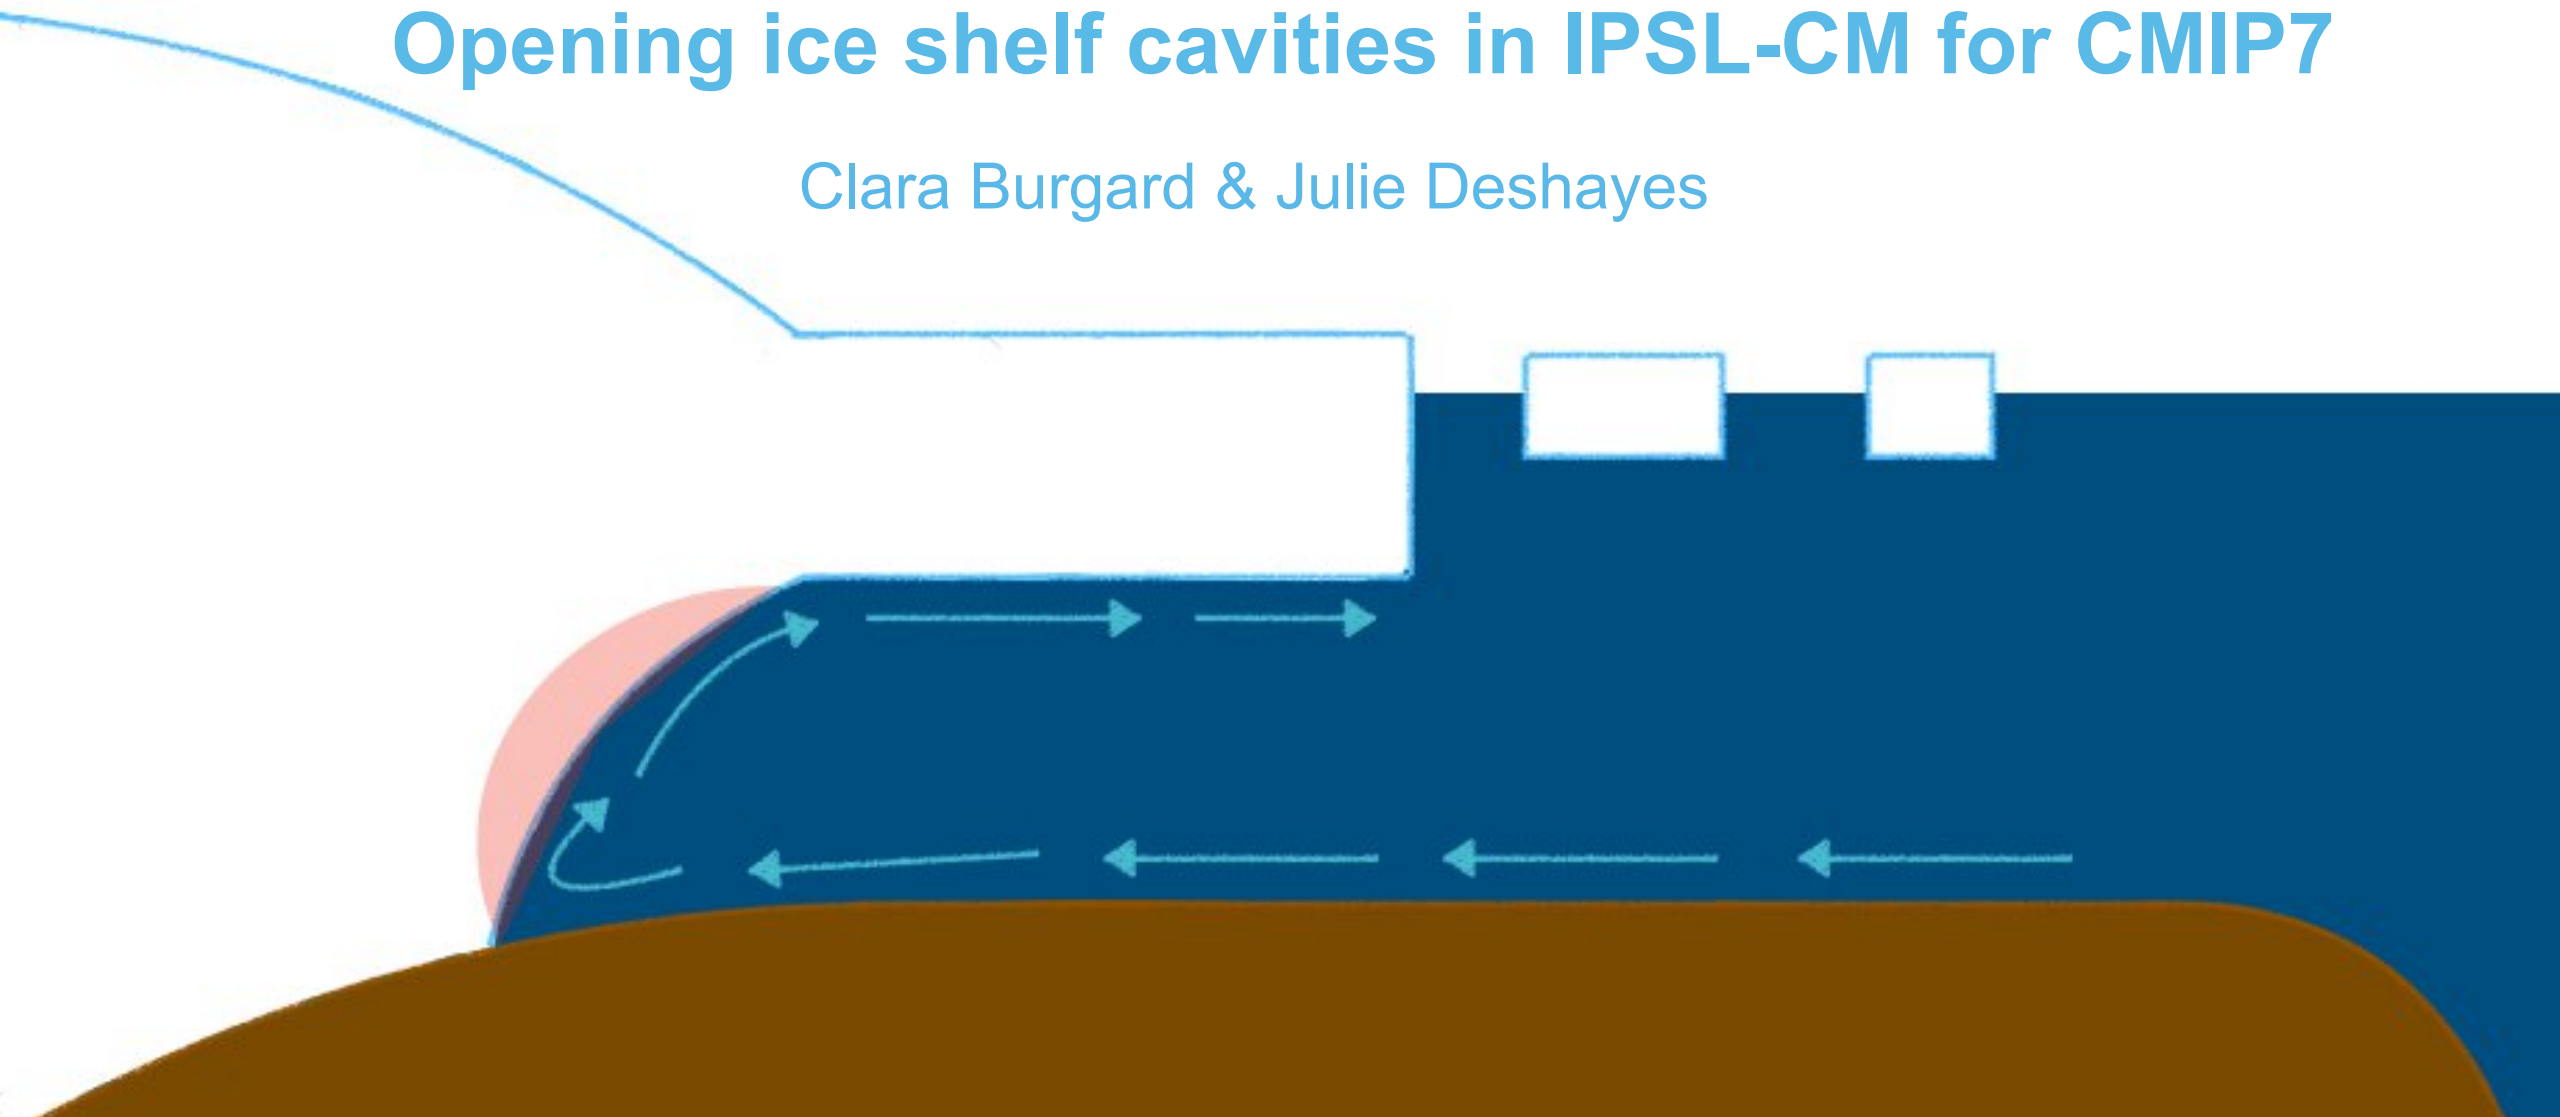 Opening ice shelf cavities in IPSL-CM for CMIP7
Clara Burgard & Julie Deshayes